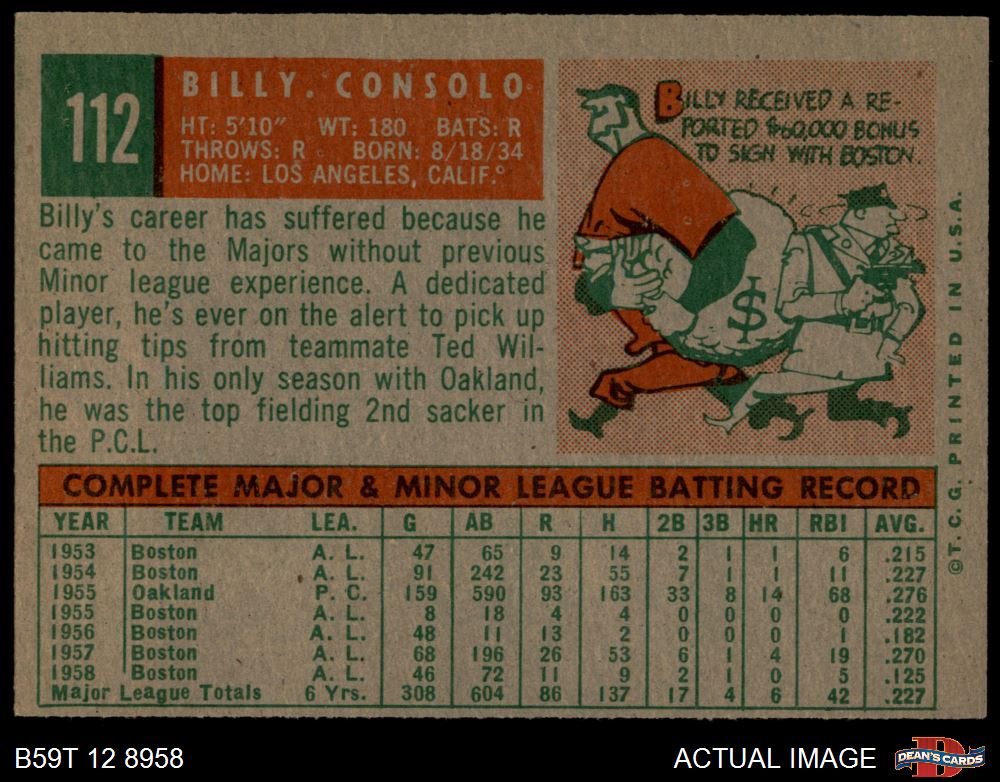 112
BILLY. CONSOLO
HT: 5'10" WT: 180 BATS: R
THROWS: R BORN: 8/18/34
HOME: LOS ANGELES, CALIF.
BILLY RECEIVED A RE-
PORTED $60,000 BONUS
TO SIGN WITH BOSTON.
$
Billy's career has suffered because he
came to the Majors without previous
Minor league experience. A dedicated
player, he's ever on the alert to pick up
hitting tips from teammate Ted Wil-
liams. In his only season with Oakland,
he was the top fielding 2nd sacker in
the P.C.L.
COMPLETE MAJOR & MINOR LEAGUE BATTING RECORD
YEAR TEAM LEA. G AB R H 2B 3B HR RBI AVG.
1953 Boston A. L. 47 65 9 14 2 1 1 6 .215
1954 Boston A. L. 91 242 23 55 7 1 1 11 .227
1955 Oakland P. C. 159 590 93 163 33 8 14 68 .276
1955 Boston A. L. 8 18 4 4 0 0 0 0 .222
1956 Boston A. L. 48 11 13 2 0 0 0 1 .182
1957 Boston A. L. 68 196 26 53 6 1 4 19 .270
1958 Boston A. L. 46 72 11 9 2 1 0 5 .125
Major League Totals 6 Yrs. 308 604 86 137 17 4 6 42 .227
©T. C. G. PRINTED IN U.S.A.
B59T 12 8958
ACTUAL IMAGE
D
DEAN'S CARDS